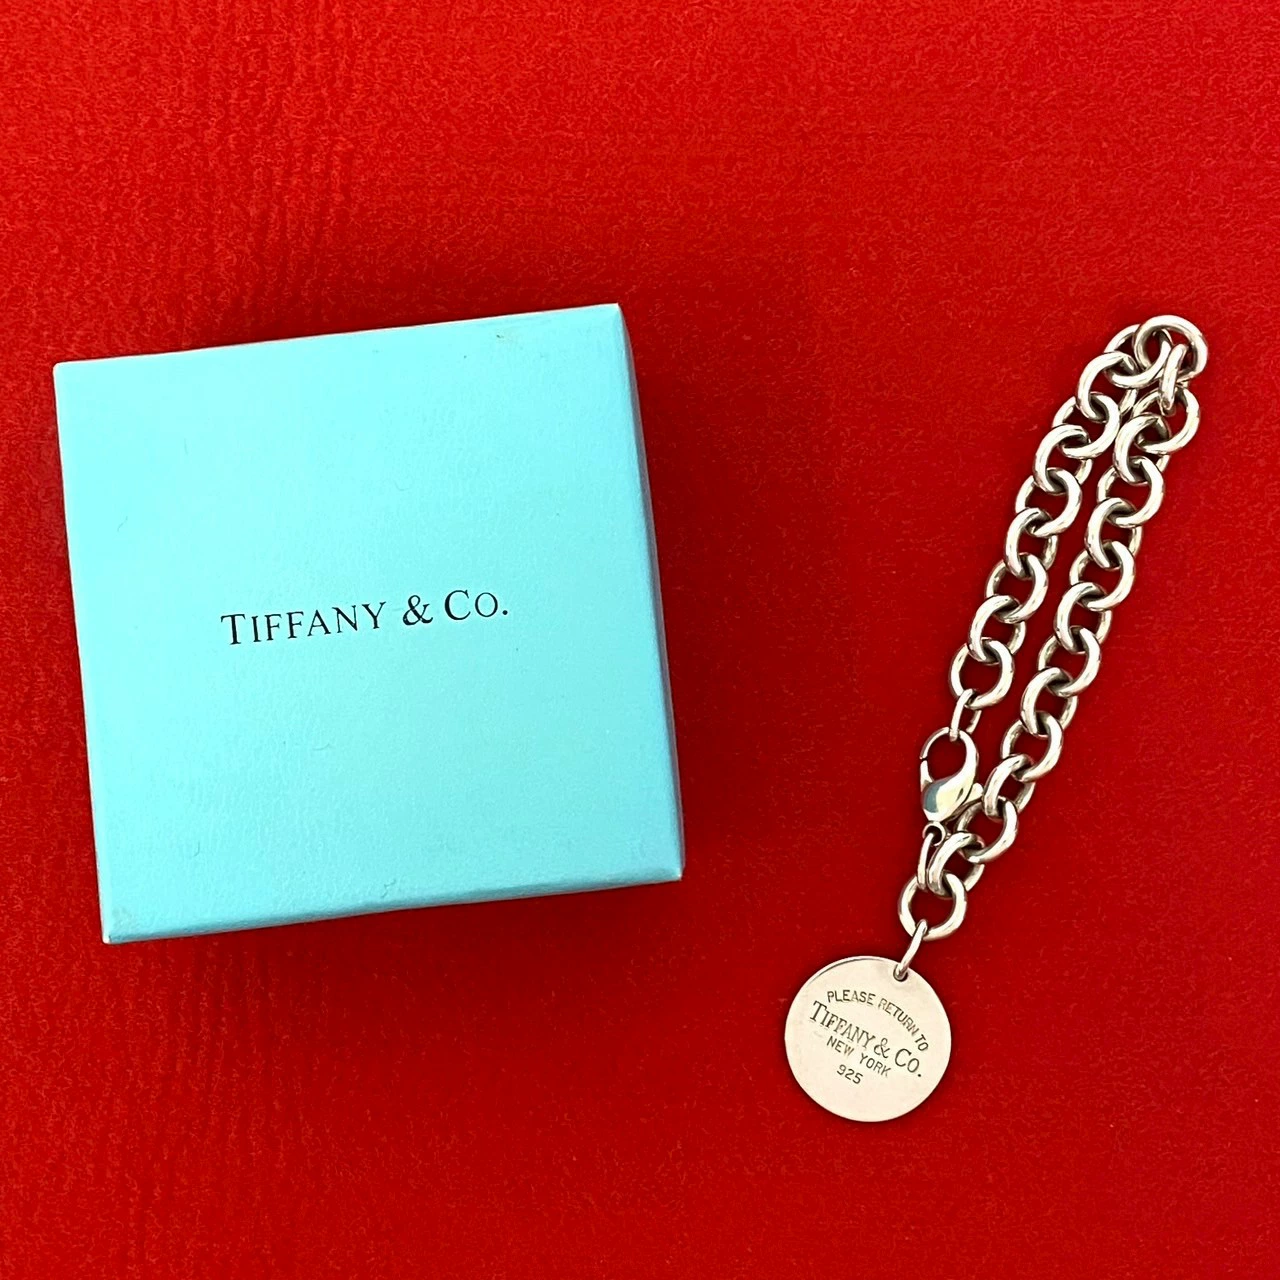 TIFFANY & CO.
PLEASE RETURN TO
TIFFANY & CO.
NEW YORK
925